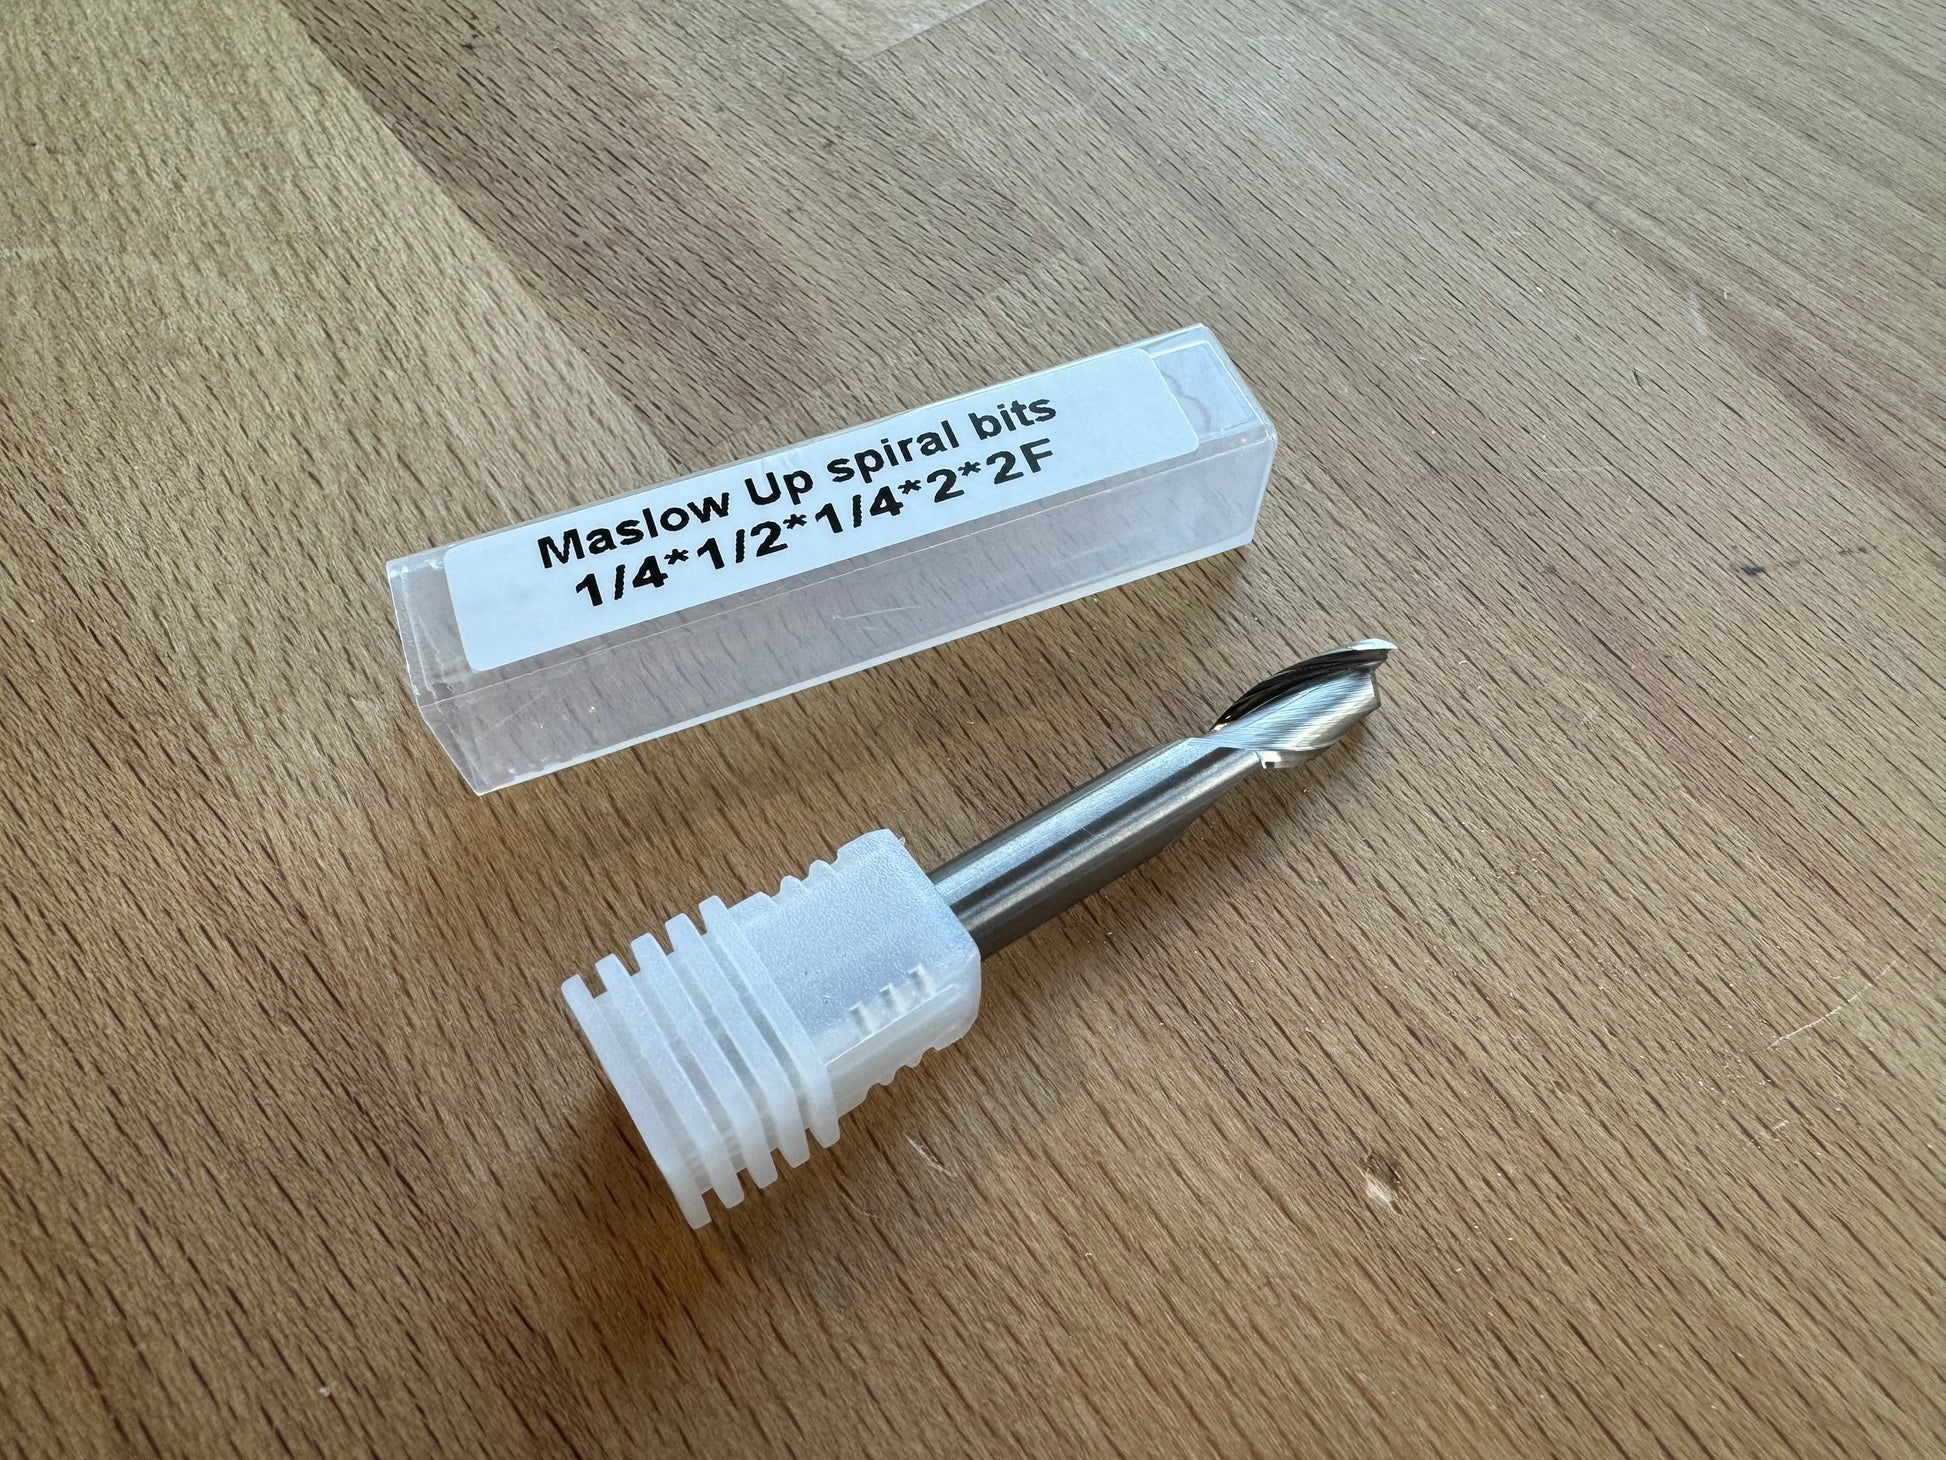 Maslow Up spiral bits
1/4*1/2*1/4*2*2F